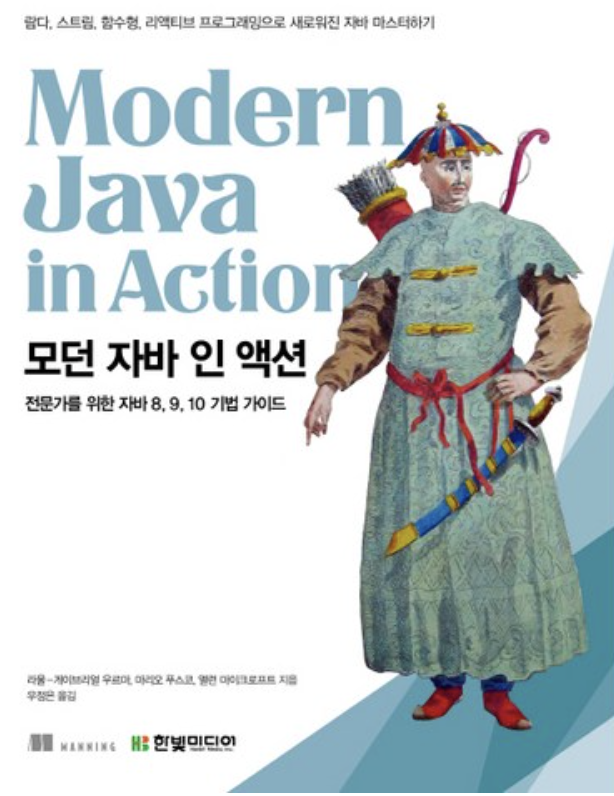 람다, 스트림, 함수형, 리액티브 프로그래밍으로 새로워진 자바 마스터하기
Modern
Java
in Action
모던 자바 인 액션
전문가를 위한 자바 8, 9, 10 기법 가이드
라울-게이브리얼 우르마, 마리오 푸스코, 앨런 마이크로프트 지음
우정은 옮김
MANNING
한빛미디어
Hanbit Media, Inc.